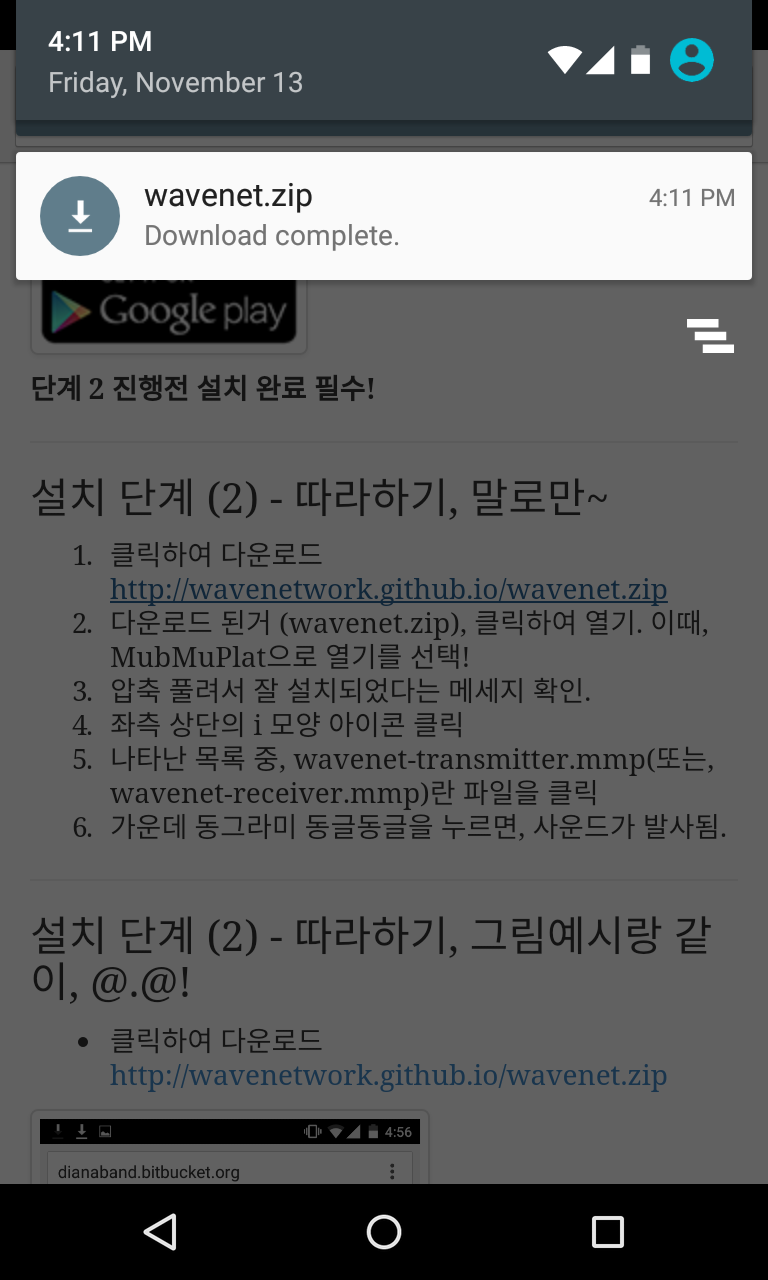 4:11 PM
Friday, November 13
wavenet.zip
4:11 PM
Download complete.
Google play
단계 2 진행전 설치 완료 필수!
설치 단계 (2) - 따라하기, 말로만~
1. 클릭하여 다운로드
http://wavenetwork.github.io/wavenet.zip
2. 다운로드 된거 (wavenet.zip), 클릭하여 열기. 이때,
MubMuPlat으로 열기를 선택!
3. 압축 풀려서 잘 설치되었다는 메세지 확인.
4. 좌측 상단의 i 모양 아이콘 클릭
5. 나타난 목록 중, wavenet-transmitter.mmp(또는,
wavenet-receiver.mmp)란 파일을 클릭
6. 가운데 동그라미 동글동글을 누르면, 사운드가 발사됨.
설치 단계 (2) - 따라하기, 그림예시랑 같
이, @.@!
• 클릭하여 다운로드
http://wavenetwork.github.io/wavenet.zip
4:56
dianaband.bitbucket.org